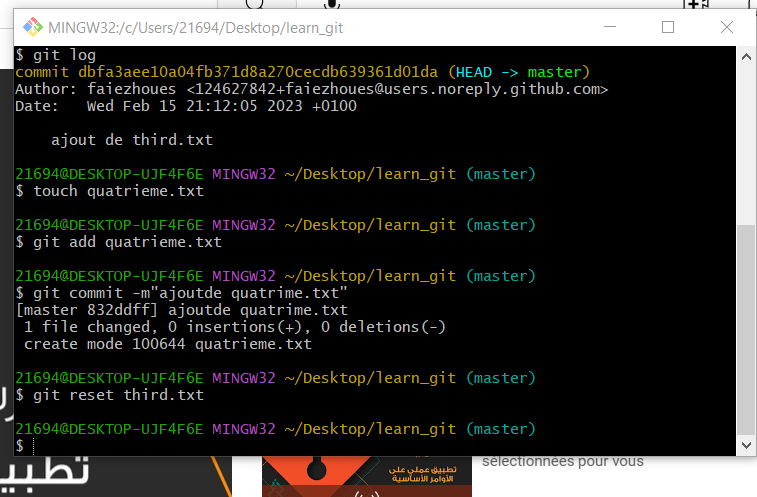 MINGW32:/c/Users/21694/Desktop/learn_git
$ git log
commit dbfa3aee10a04fb371d8a270cecdb639361d01da (HEAD -> master)
Author: faiezhoues <124627842+faiezhoues@users.noreply.github.com>
Date:   Wed Feb 15 21:12:05 2023 +0100
ajout de third.txt
21694@DESKTOP-UJF4F6E MINGW32 ~/Desktop/learn_git (master)
$ touch quatrieme.txt
21694@DESKTOP-UJF4F6E MINGW32 ~/Desktop/learn_git (master)
$ git add quatrieme.txt
21694@DESKTOP-UJF4F6E MINGW32 ~/Desktop/learn_git (master)
$ git commit -m"ajoutde quatrime.txt"
[master 832ddff] ajoutde quatrime.txt
1 file changed, 0 insertions(+), 0 deletions(-)
create mode 100644 quatrieme.txt
21694@DESKTOP-UJF4F6E MINGW32 ~/Desktop/learn_git (master)
$ git reset third.txt
21694@DESKTOP-UJF4F6E MINGW32 ~/Desktop/learn_git (master)
$
تطبيق عملي على
الأوامر الأساسية
sélectionnées pour vous